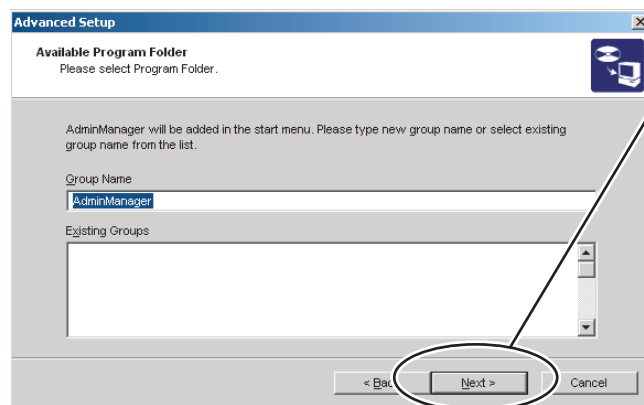 Advanced Setup
Available Program Folder
Please select Program Folder.
AdminManager will be added in the start menu. Please type new group name or select existing
group name from the list.
Group Name
AdminManager
Existing Groups
< Bac
Next >
Cancel